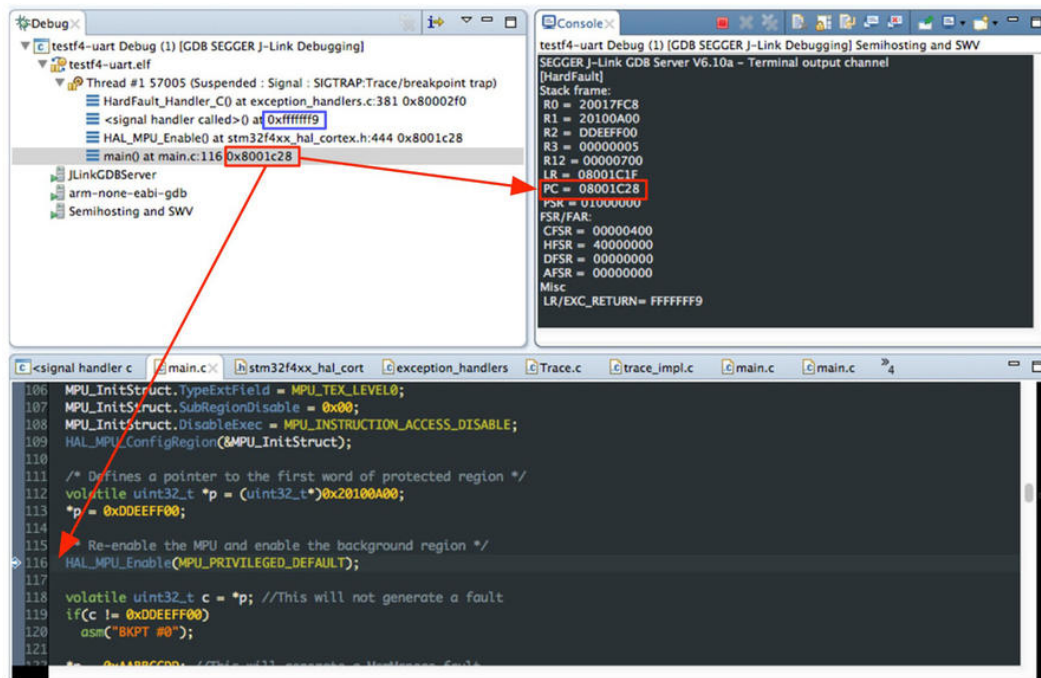 Debug
testf4-uart Debug (1) [GDB SEGGER J-Link Debugging]
testf4-uart.elf
Thread #1 57005 (Suspended : Signal : SIGTRAP:Trace/breakpoint trap)
HardFault_Handler_C() at exception_handlers.c:381 0x80002f0
<signal handler called>() at 0xfffffff9
HAL_MPU_Enable() at stm32f4xx_hal_cortex.h:444 0x8001c28
main() at main.c:116 0x8001c28
JLinkGDBServer
arm-none-eabi-gdb
Semihosting and SWV
Console
testf4-uart Debug (1) [GDB SEGGER J-Link Debugging] Semihosting and SWV
SEGGER J-Link GDB Server V6.10a - Terminal output channel
[HardFault]
Stack frame:
R0 = 20017FC8
R1 = 20100A00
R2 = DDEEFF00
R3 = 00000005
R12 = 00000700
LR = 08001C1F
PC = 08001C28
PSR = 01000000
FSR/FAR:
CFSR = 00000400
HFSR = 40000000
DFSR = 00000000
AFSR = 00000000
Misc
LR/EXC_RETURN= FFFFFFF9
<signal handler c main.c stm32f4xx_hal_cort exception_handlers Trace.c trace_impl.c main.c main.c »4
106 MPU_InitStruct.TypeExtField = MPU_TEX_LEVEL0;
107 MPU_InitStruct.SubRegionDisable = 0x00;
108 MPU_InitStruct.DisableExec = MPU_INSTRUCTION_ACCESS_DISABLE;
109 HAL_MPU_ConfigRegion(&MPU_InitStruct);
110
111 /* Defines a pointer to the first word of protected region */
112 volatile uint32_t *p = (uint32_t*)0x20100A00;
113 *p = 0xDDEEFF00;
114
115 /* Re-enable the MPU and enable the background region */
116 HAL_MPU_Enable(MPU_PRIVILEGED_DEFAULT);
117
118 volatile uint32_t c = *p; //This will not generate a fault
119 if(c != 0xDDEEFF00)
120 asm("BKPT #0");
121